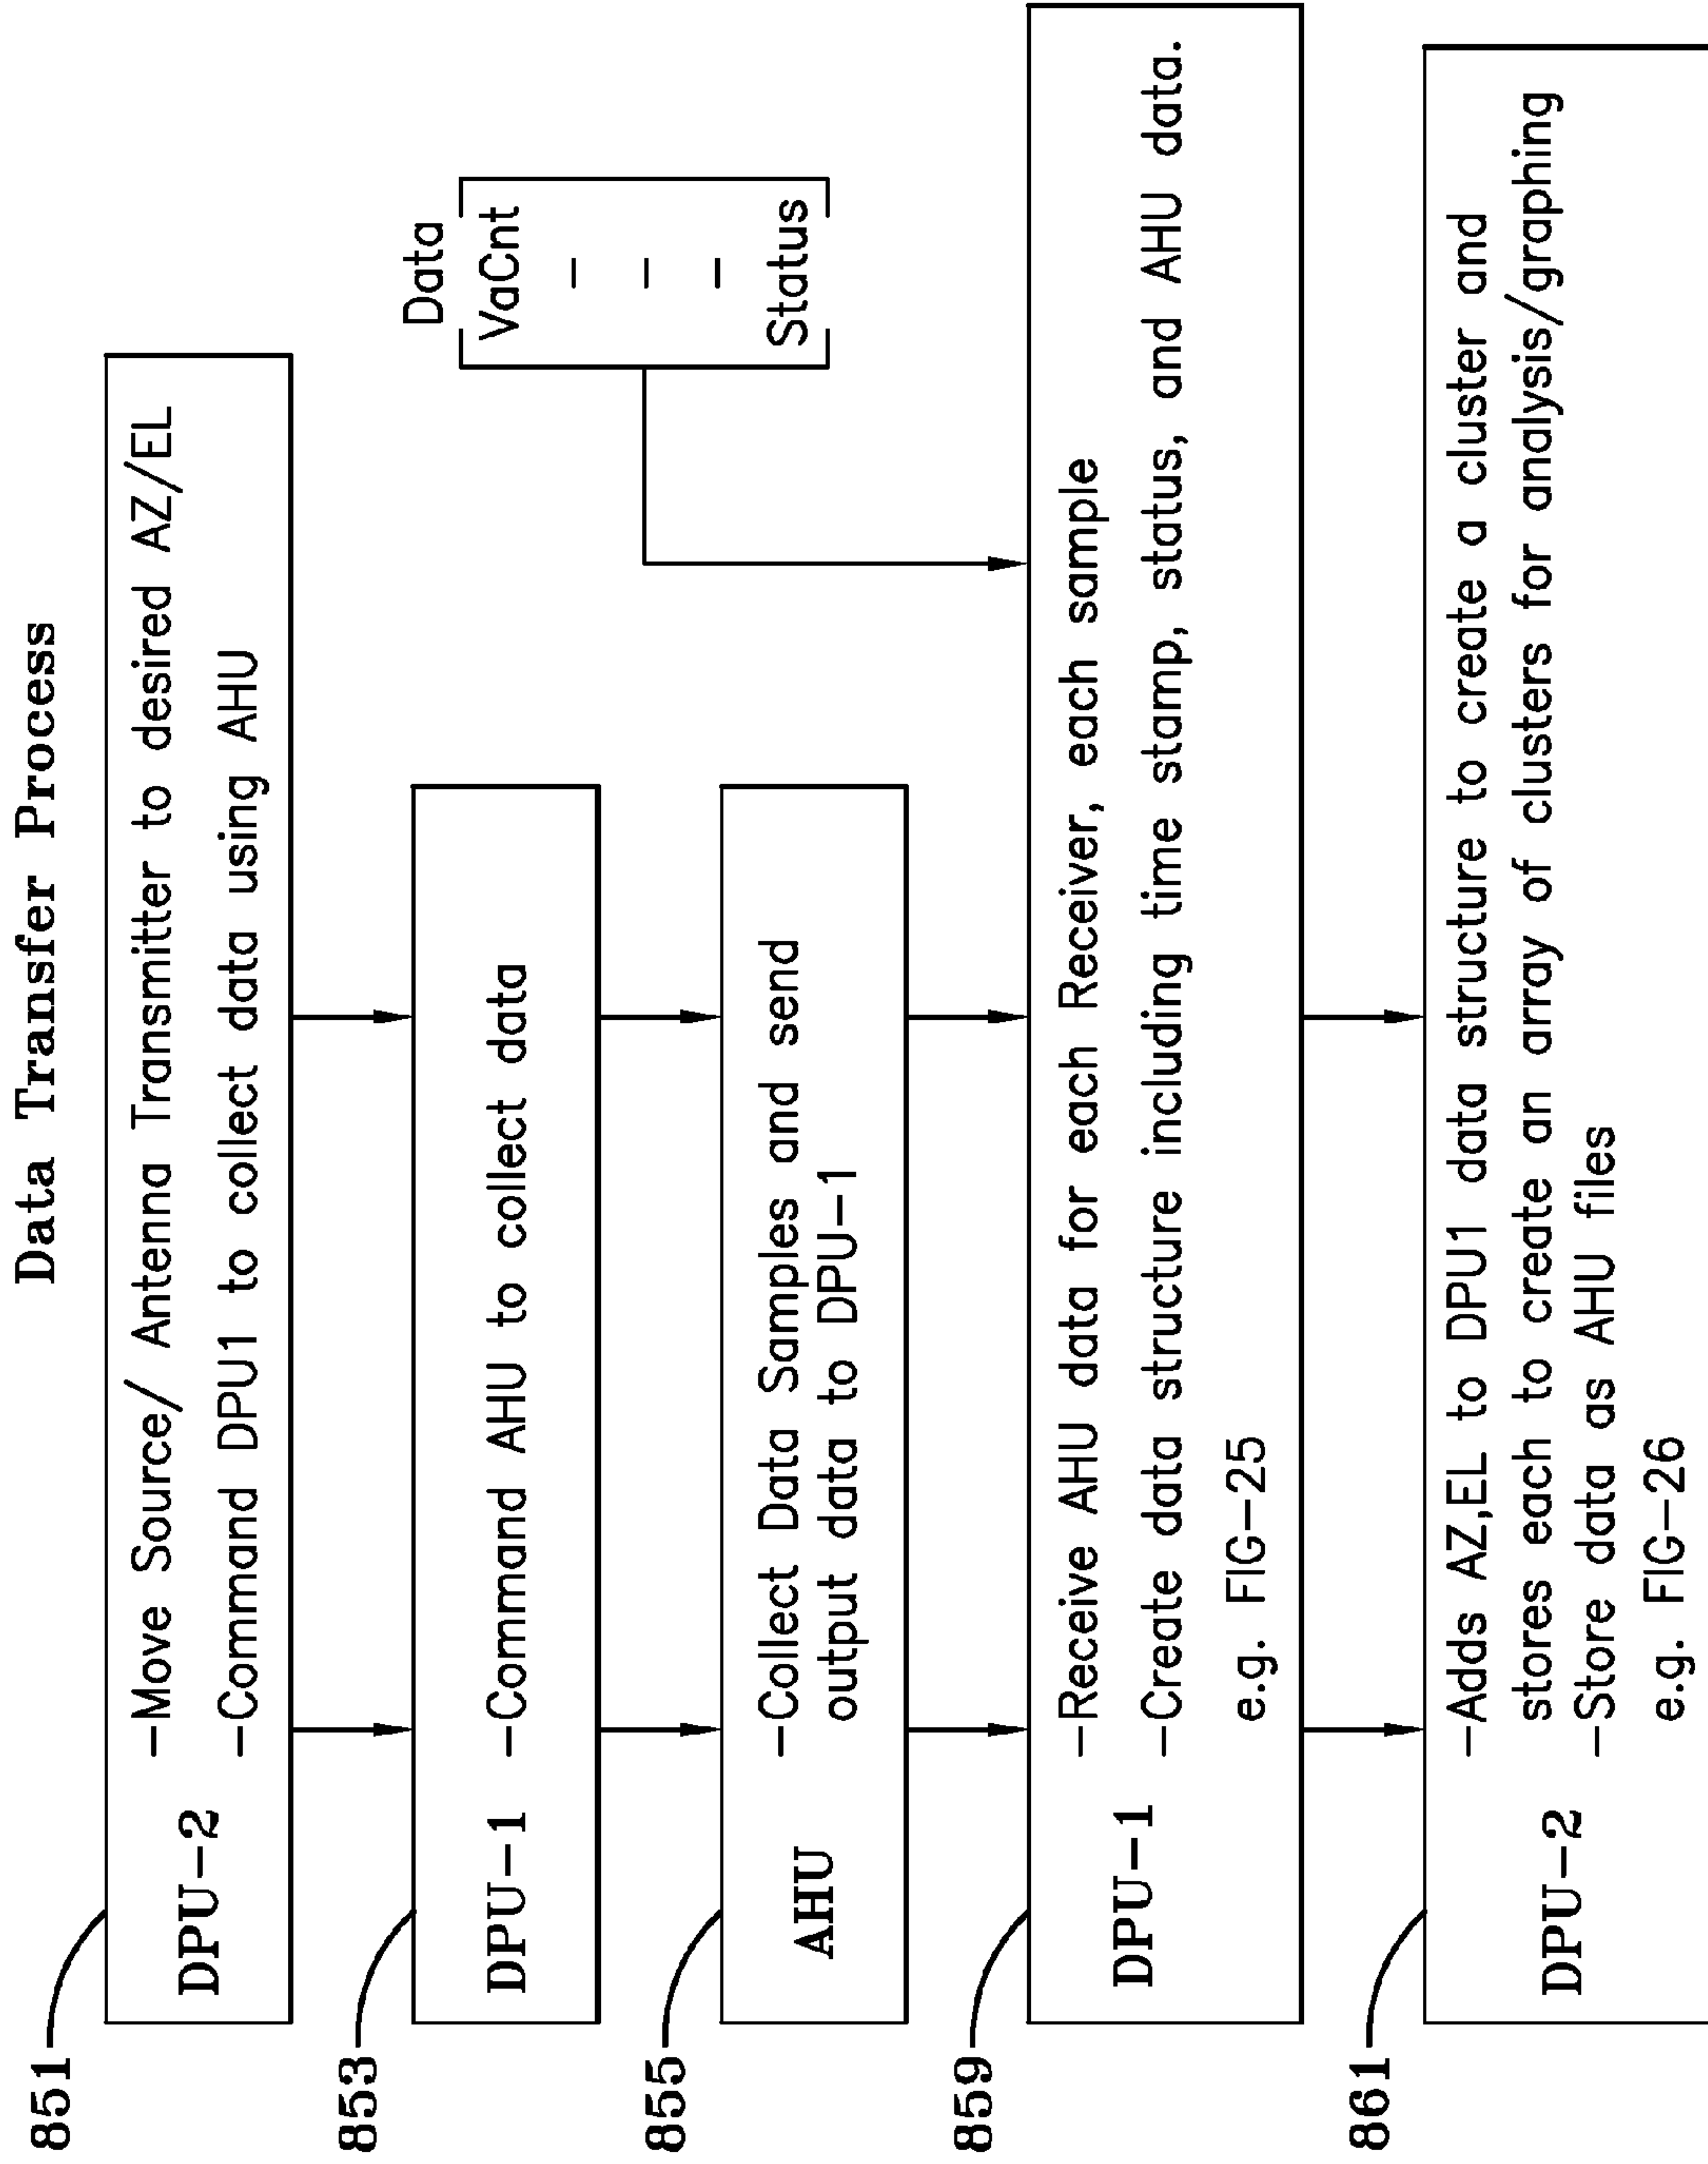 Data Transfer Process
851
DPU-2
-Move Source/ Antenna Transmitter to desired AZ/EL
-Command DPU1 to collect data using AHU
853
DPU-1
-Command AHU to collect data
855
AHU
-Collect Data Samples and send
output data to DPU-1
Data
VaCnt
-
-
-
Status
859
DPU-1
-Receive AHU data for each Receiver, each sample
-Create data structure including time stamp, status, and AHU data.
e.g. FIG-25
861
DPU-2
-Adds AZ,EL to DPU1 data structure to create a cluster and
stores each to create an array of clusters for analysis/graphing
-Store data as AHU files
e.g. FIG-26